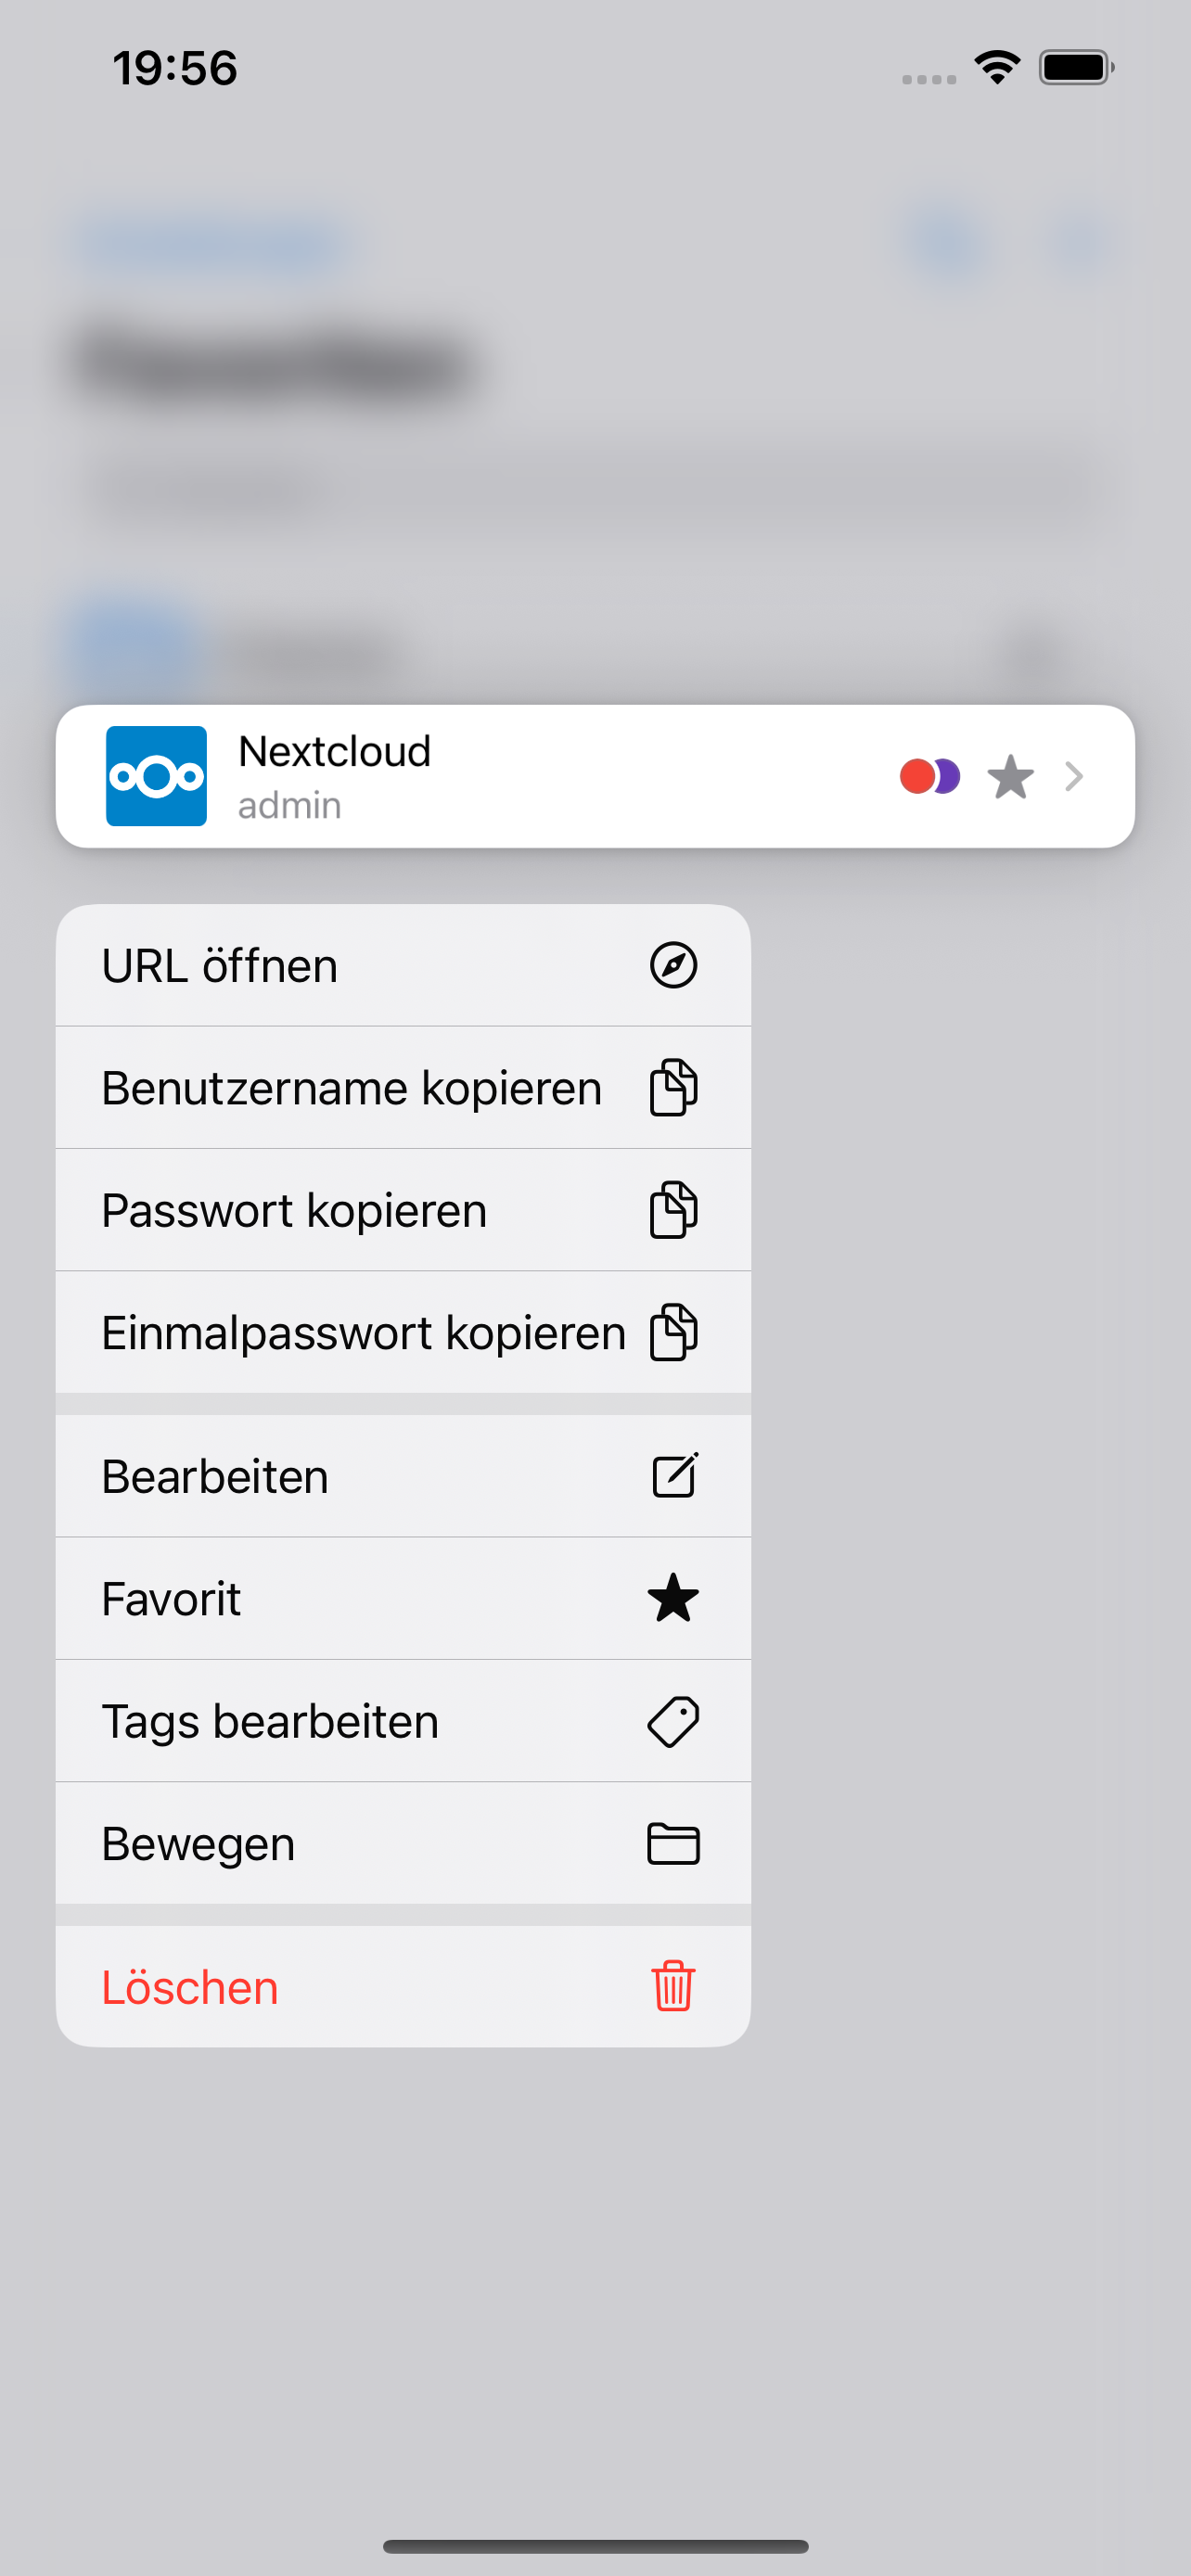 19:56
Nextcloud
admin
URL öffnen
Benutzername kopieren
Passwort kopieren
Einmalpasswort kopieren
Bearbeiten
Favorit
Tags bearbeiten
Bewegen
Löschen